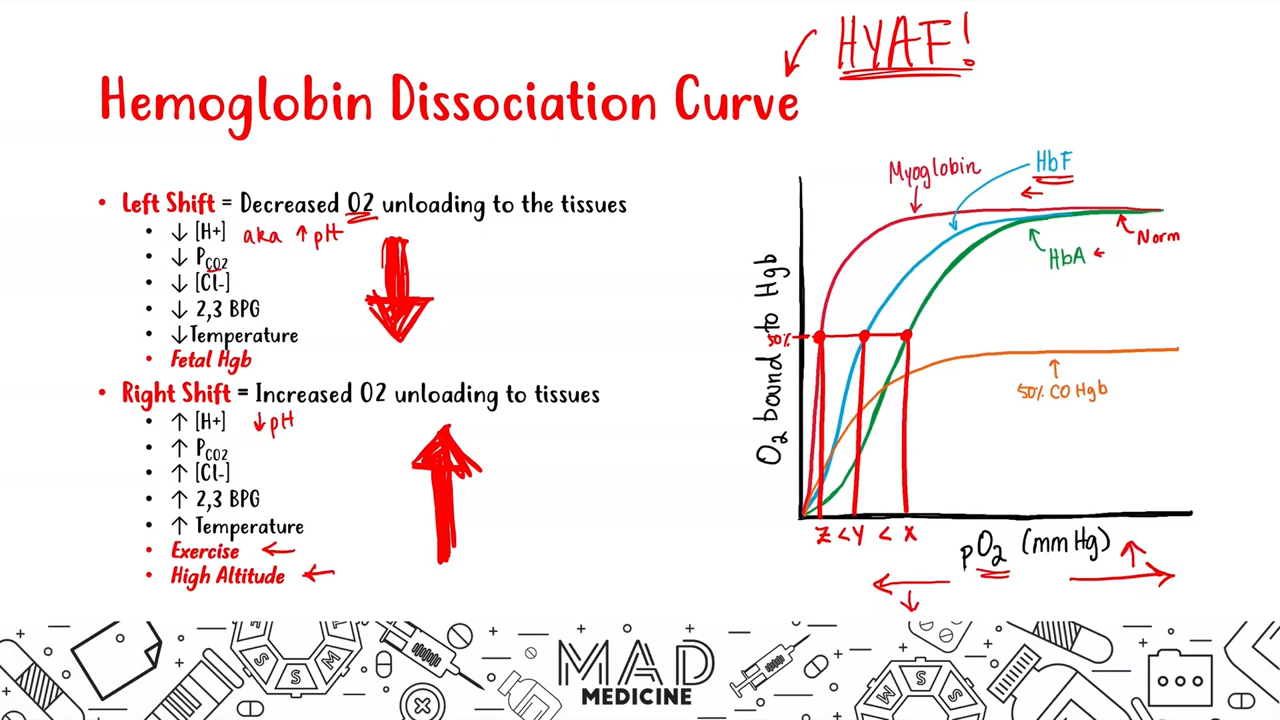 HYAF!
Hemoglobin Dissociation Curve
• Left Shift = Decreased O2 unloading to the tissues
• ↓ [H+] aka ↑ pH
• ↓ PCO2
• ↓ [Cl-]
• ↓ 2,3 BPG
• ↓ Temperature
• Fetal Hgb
• Right Shift = Increased O2 unloading to tissues
• ↑ [H+] ↓ pH
• ↑ PCO2
• ↑ [Cl-]
• ↑ 2,3 BPG
• ↑ Temperature
• Exercise ←
• High Altitude ←
Myoglobin
HbF
←
Norm
HbA ←
O2 bound to Hgb
50%
50% CO Hgb
Z < Y < X
pO2 (mmHg) ↑
← →
↓
S S M
M S S
MAD
MEDICINE